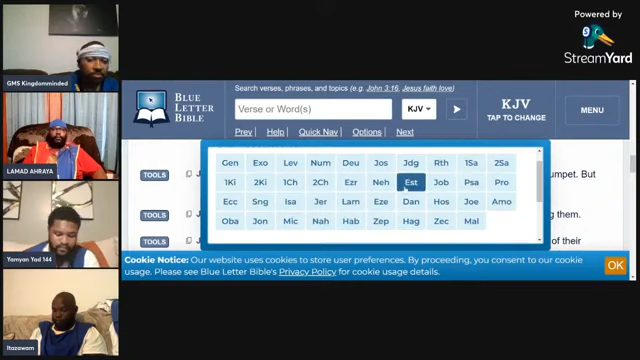 Powered by
StreamYard
GMS Kingdomminded
LAMAD AHRAYA
Yamyan Yad 144
Itazawam
BLUE
LETTER
BIBLE
Search verses, phrases, and topics (e.g. John 3:16, Jesus faith love)
Verse or Word(s)
KJV
KJV
TAP TO CHANGE
MENU
Prev | Help | Quick Nav | Options | Next
Gen Exo Lev Num Deu Jos Jdg Rth 1Sa 2Sa
1Ki 2Ki 1Ch 2Ch Ezr Neh Est Job Psa Pro
Ecc Sng Isa Jer Lam Eze Dan Hos Joe Amo
Oba Jon Mic Nah Hab Zep Hag Zec Mal
TOOLS J umpet. But
TOOLS J ng them.
TOOLS J of their
Cookie Notice: Our website uses cookies to store user preferences. By proceeding, you consent to our cookie
usage. Please see Blue Letter Bible's Privacy Policy for cookie usage details.
OK